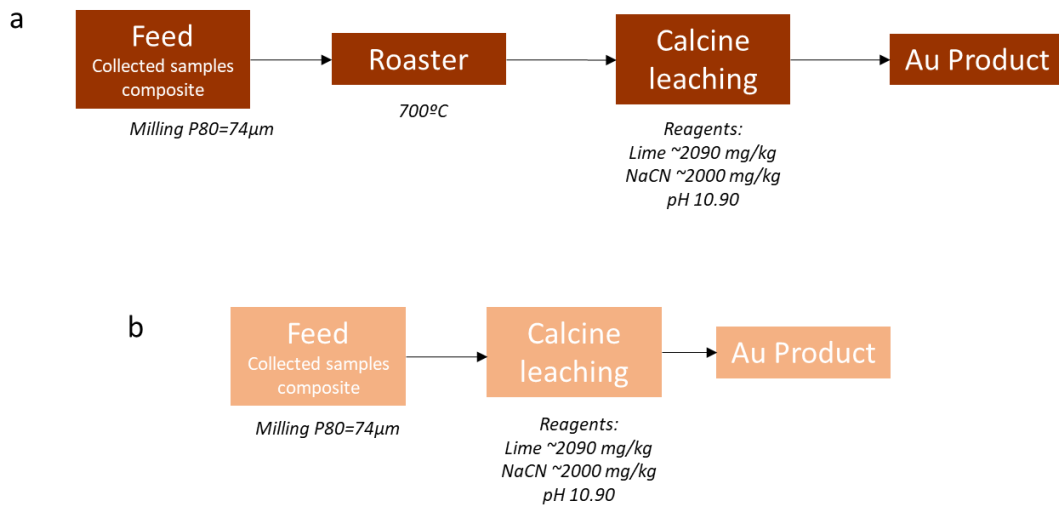 a
Feed
Collected samples
composite
Milling P80=74µm
Roaster
700ºC
Calcine
leaching
Reagents:
Lime ~2090 mg/kg
NaCN ~2000 mg/kg
pH 10.90
Au Product
b
Feed
Collected samples
composite
Milling P80=74µm
Calcine
leaching
Reagents:
Lime ~2090 mg/kg
NaCN ~2000 mg/kg
pH 10.90
Au Product